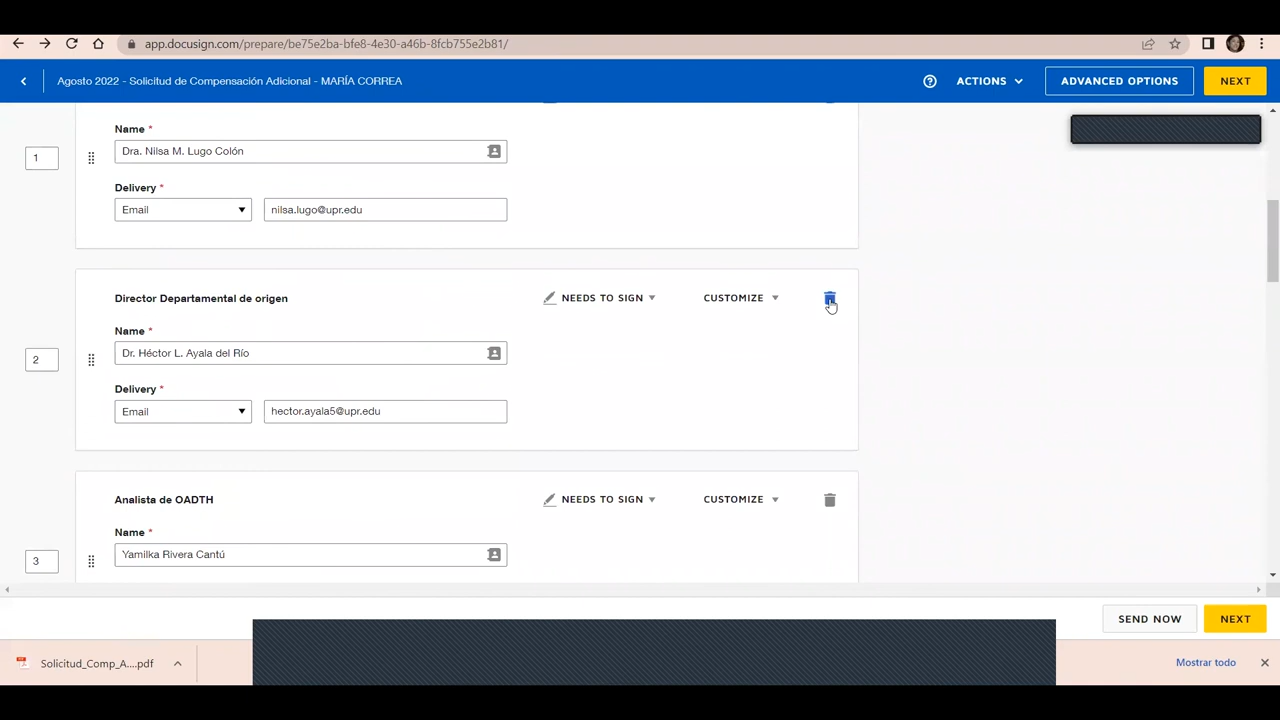 app.docusign.com/prepare/be75e2ba-bfe8-4e30-a46b-8fcb755e2b81/
Agosto 2022 - Solicitud de Compensación Adicional - MARÍA CORREA
ACTIONS
ADVANCED OPTIONS
NEXT
Name *
1
Dra. Nilsa M. Lugo Colón
Delivery *
Email
nilsa.lugo@upr.edu
Director Departamental de origen
NEEDS TO SIGN
CUSTOMIZE
Name *
2
Dr. Héctor L. Ayala del Río
Delivery *
Email
hector.ayala5@upr.edu
Analista de OADTH
NEEDS TO SIGN
CUSTOMIZE
Name *
3
Yamilka Rivera Cantú
SEND NOW
NEXT
Solicitud_Comp_A....pdf
Mostrar todo